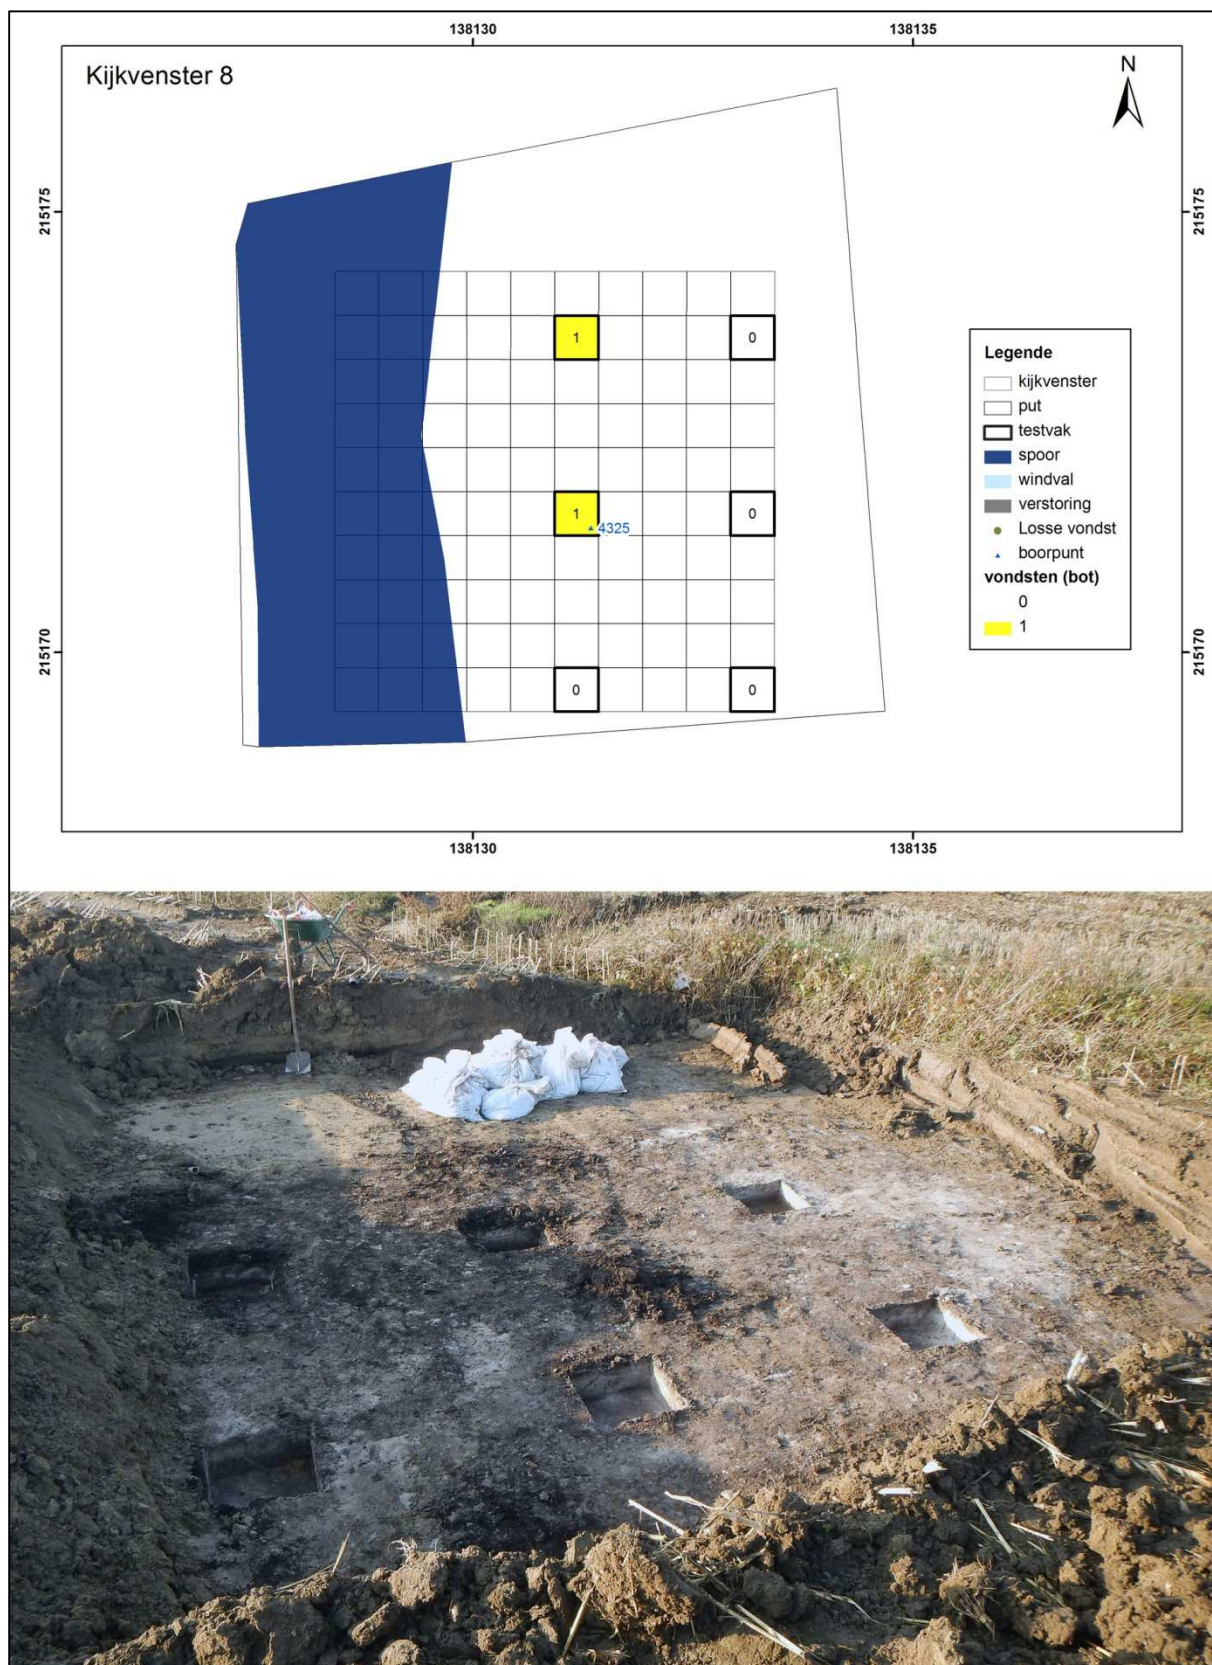 138130
138135
Kijkvenster 8
N
215175
215175
1
0
Legende
kijkvenster
put
testvak
1
0
spoor
4325
windval
verstoring
Losse vondst
boorpunt
vondsten (bot)
0
1
215170
215170
0
0
138130
138135